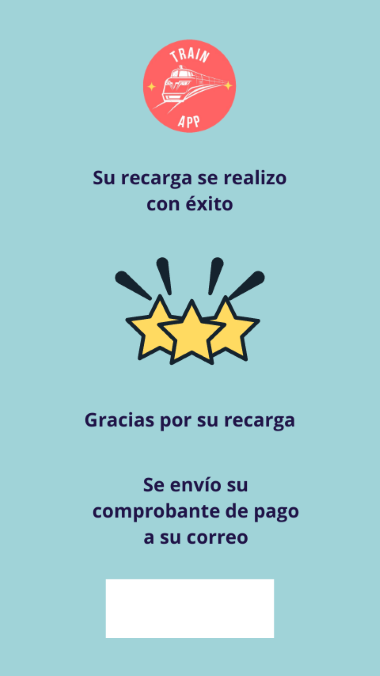 TRAIN
APP
Su recarga se realizo
con éxito
Gracias por su recarga
Se envío su
comprobante de pago
a su correo